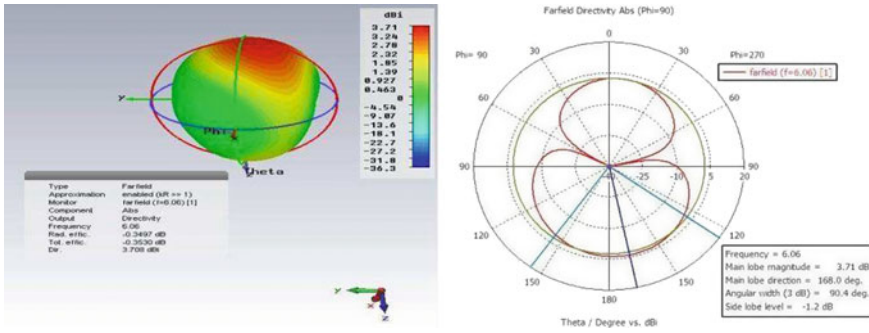 dBi
3.71
3.24
2.78
2.32
1.85
1.39
0.927
0.463
0
-4.54
-9.07
-13.6
-18.1
-22.7
-27.2
-31.8
-36.3
Y
Phi
Theta
Type Farfield
Approximation enabled (kR >> 1)
Monitor farfield (f=6.06) [1]
Component Abs
Output Directivity
Frequency 6.06
Rad. effic. -0.3497 dB
Tot. effic. -0.3530 dB
Dir. 3.708 dBi
Y
X
Z
Farfield Directivity Abs (Phi=90)
0
Phi= 90 30 30 Phi=270
farfield (f=6.06) [1]
60 60
90 -40 -25 -10 5 20 90
120 120
150 150
180
Theta / Degree vs. dBi
Frequency = 6.06
Main lobe magnitude = 3.71 dBi
Main lobe direction = 168.0 deg.
Angular width (3 dB) = 90.4 deg.
Side lobe level = -1.2 dB